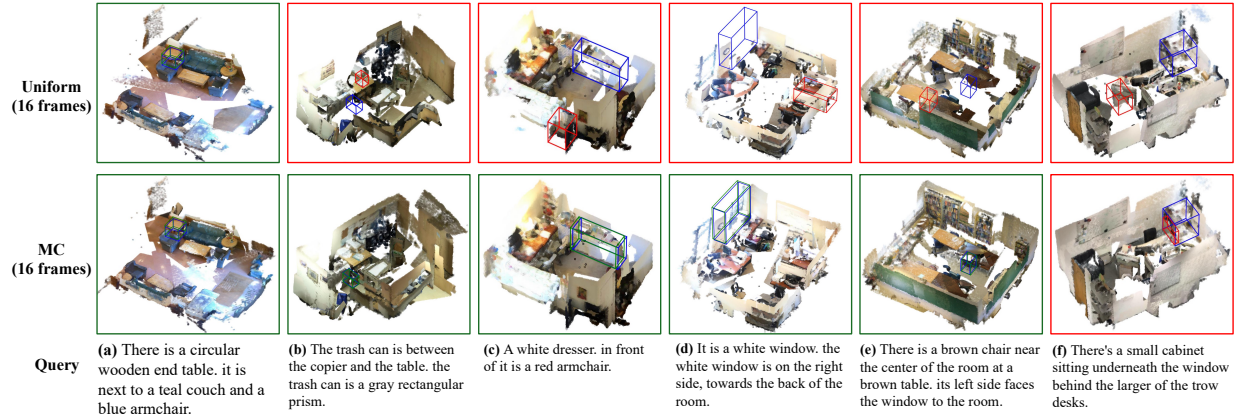 Uniform
(16 frames)
MC
(16 frames)
Query
(a) There is a circular
wooden end table. it is
next to a teal couch and a
blue armchair.
(b) The trash can is between
the copier and the table. the
trash can is a gray rectangular
prism.
(c) A white dresser. in front
of it is a red armchair.
(d) It is a white window. the
white window is on the right
side, towards the back of the
room.
(e) There is a brown chair near
the center of the room at a
brown table. its left side faces
the window to the room.
(f) There's a small cabinet
sitting underneath the window
behind the larger of the trow
desks.